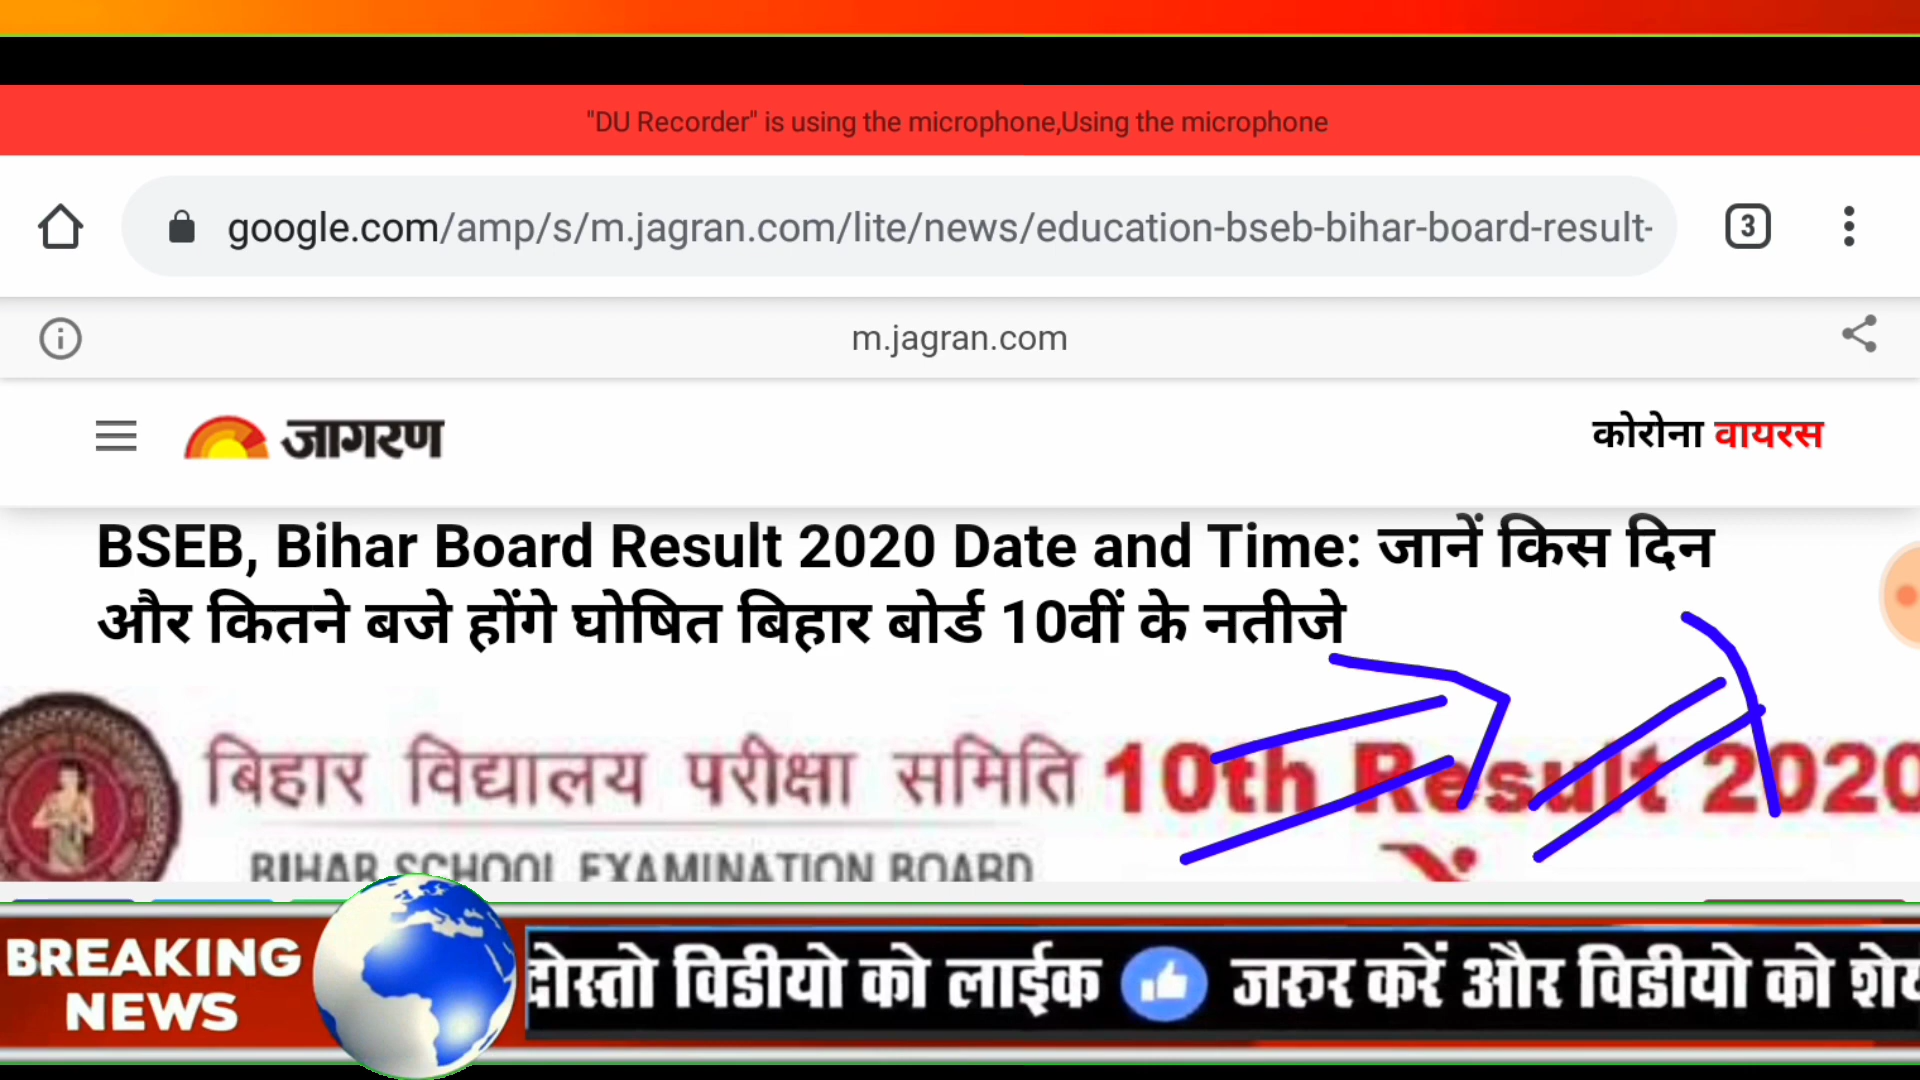 "DU Recorder" is using the microphone,Using the microphone
google.com/amp/s/m.jagran.com/lite/news/education-bseb-bihar-board-result-
3
m.jagran.com
जागरण
कोरोना वायरस
BSEB, Bihar Board Result 2020 Date and Time: जानें किस दिन
और कितने बजे होंगे घोषित बिहार बोर्ड 10वीं के नतीजे
बिहार विद्यालय परीक्षा समिति 10th Result 2020
BIHAR SCHOOL EXAMINATION BOARD
BREAKING
NEWS
दोस्तो विडीयो को लाईक जरुर करें और विडीयो को